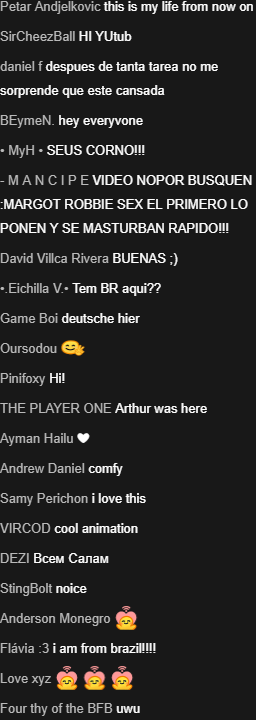 Petar Andjelkovic this is my life from now on
SirCheezBall HI YUtub
daniel f despues de tanta tarea no me
sorprende que este cansada
BEymeN. hey everyvone
• MyH • SEUS CORNO!!!
- M A N C I P E VIDEO NOPOR BUSQUEN
:MARGOT ROBBIE SEX EL PRIMERO LO
PONEN Y SE MASTURBAN RAPIDO!!!
David Villca Rivera BUENAS ;)
•.Eichilla V.• Tem BR aqui??
Game Boi deutsche hier
Oursodou
Pinifoxy Hi!
THE PLAYER ONE Arthur was here
Ayman Hailu
Andrew Daniel comfy
Samy Perichon i love this
VIRCOD cool animation
DEZI Всем Салам
StingBolt noice
Anderson Monegro
Flávia :3 i am from brazil!!!!
Love xyz
Four thy of the BFB uwu